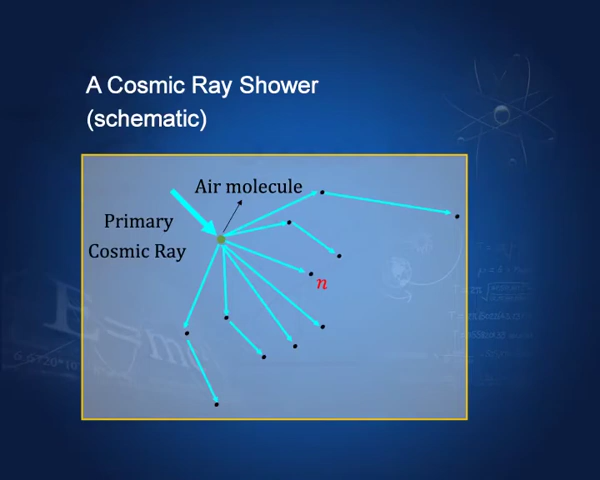 A Cosmic Ray Shower
(schematic)
Air molecule
Primary
Cosmic Ray
n
E=m